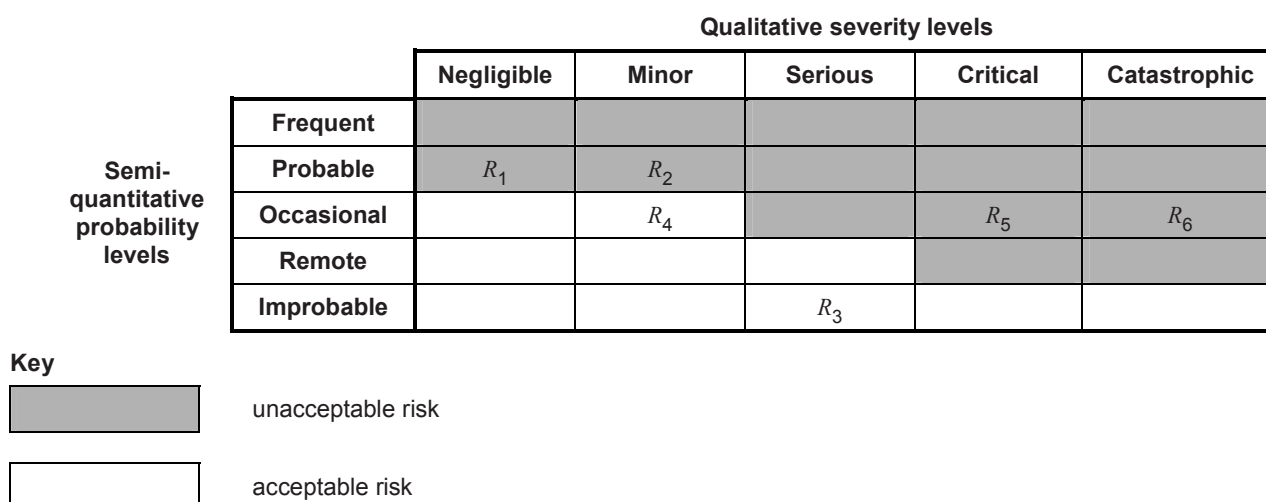 Qualitative severity levels
Negligible Minor Serious Critical Catastrophic
Semi-
quantitative
probability
levels
Frequent
Probable R1 R2
Occasional R4 R5 R6
Remote
Improbable R3
Key
unacceptable risk
acceptable risk